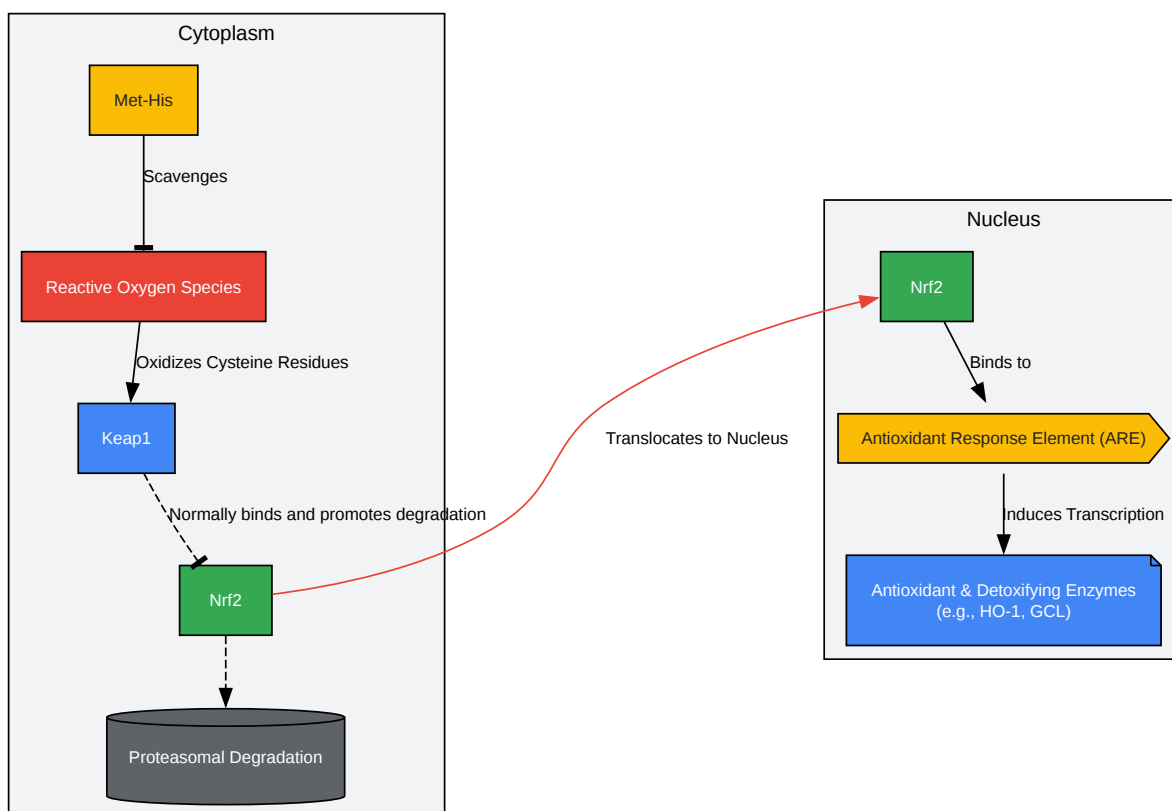 Cytoplasm
Met-His
Scavenges
Reactive Oxygen Species
Oxidizes Cysteine Residues
Keap1
Normally binds and promotes degradation
Nrf2
Proteasomal Degradation
Translocates to Nucleus
Nucleus
Nrf2
Binds to
Antioxidant Response Element (ARE)
Induces Transcription
Antioxidant & Detoxifying Enzymes
(e.g., HO-1, GCL)